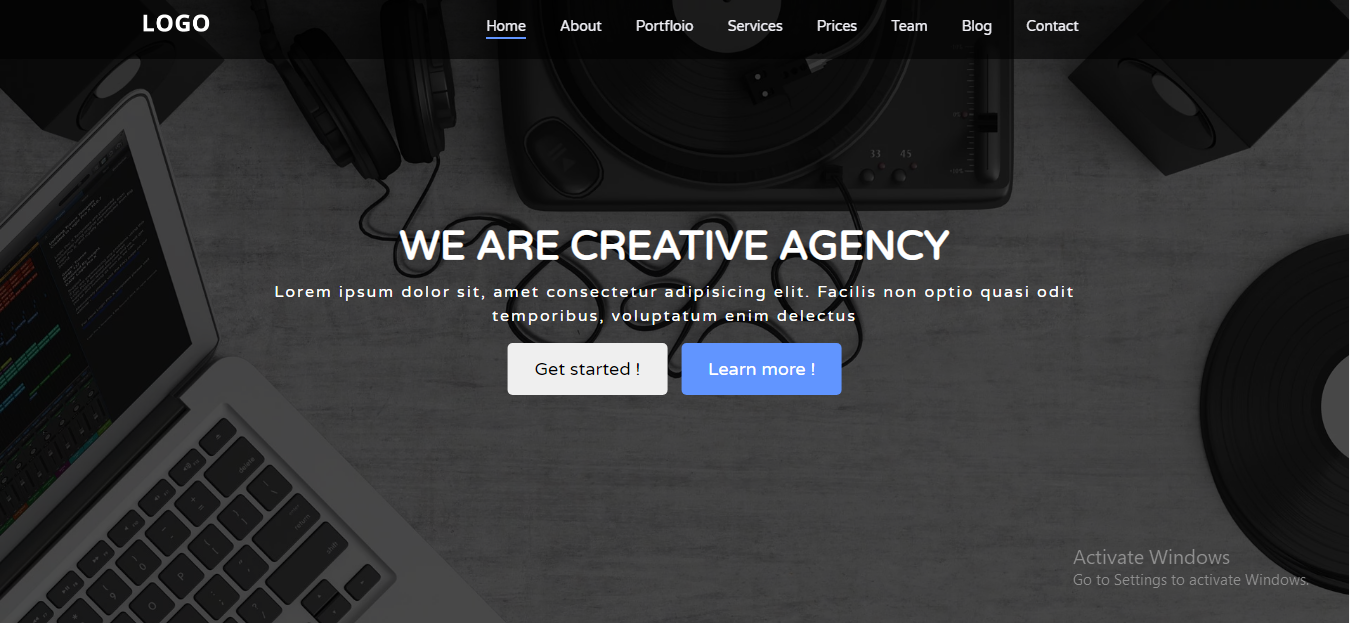 LOGO
Home About Portfloio Services Prices Team Blog Contact
33 45
WE ARE CREATIVE AGENCY
Lorem ipsum dolor sit, amet consectetur adipisicing elit. Facilis non optio quasi odit
temporibus, voluptatum enim delectus
Get started ! Learn more !
Activate Windows
Go to Settings to activate Windows.